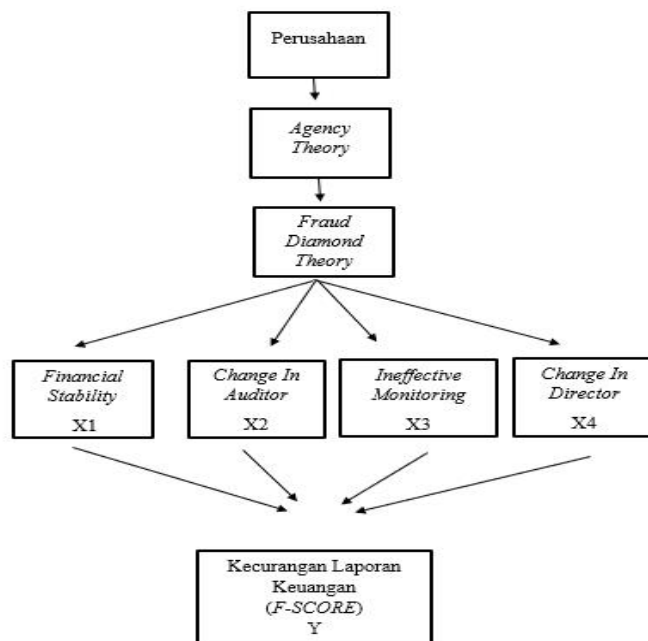 Perusahaan
Agency
Theory
Fraud
Diamond
Theory
Financial
Stability
X1
Change In
Auditor
X2
Ineffective
Monitoring
X3
Change In
Director
X4
Kecurangan Laporan
Keuangan
(F-SCORE)
Y